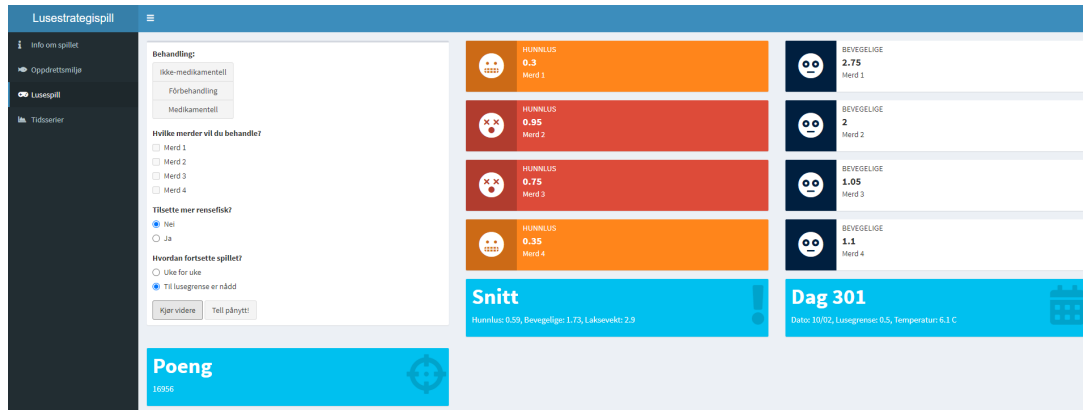 Lusestrategispill
Info om spillet
Oppdrettsmiljø
Lusespill
Tidsserier
Behandling:
Ikke-medikamentell
Fôrbehandling
Medikamentell
Hvilke merder vil du behandle?
Merd 1
Merd 2
Merd 3
Merd 4
Tilsette mer rensefisk?
Nei
Ja
Hvordan fortsette spillet?
Uke for uke
Til lusegrense er nådd
Kjør videre Tell pånytt!
HUNNLUS
0.3
Merd 1
HUNNLUS
0.95
Merd 2
HUNNLUS
0.75
Merd 3
HUNNLUS
0.35
Merd 4
Snitt
Hunnlus: 0.59, Bevegelige: 1.73, Laksevekt: 2.9
BEVEGELIGE
2.75
Merd 1
BEVEGELIGE
2
Merd 2
BEVEGELIGE
1.05
Merd 3
BEVEGELIGE
1.1
Merd 4
Dag 301
Dato: 10/02, Lusegrense: 0.5, Temperatur: 6.1 C
Poeng
16956